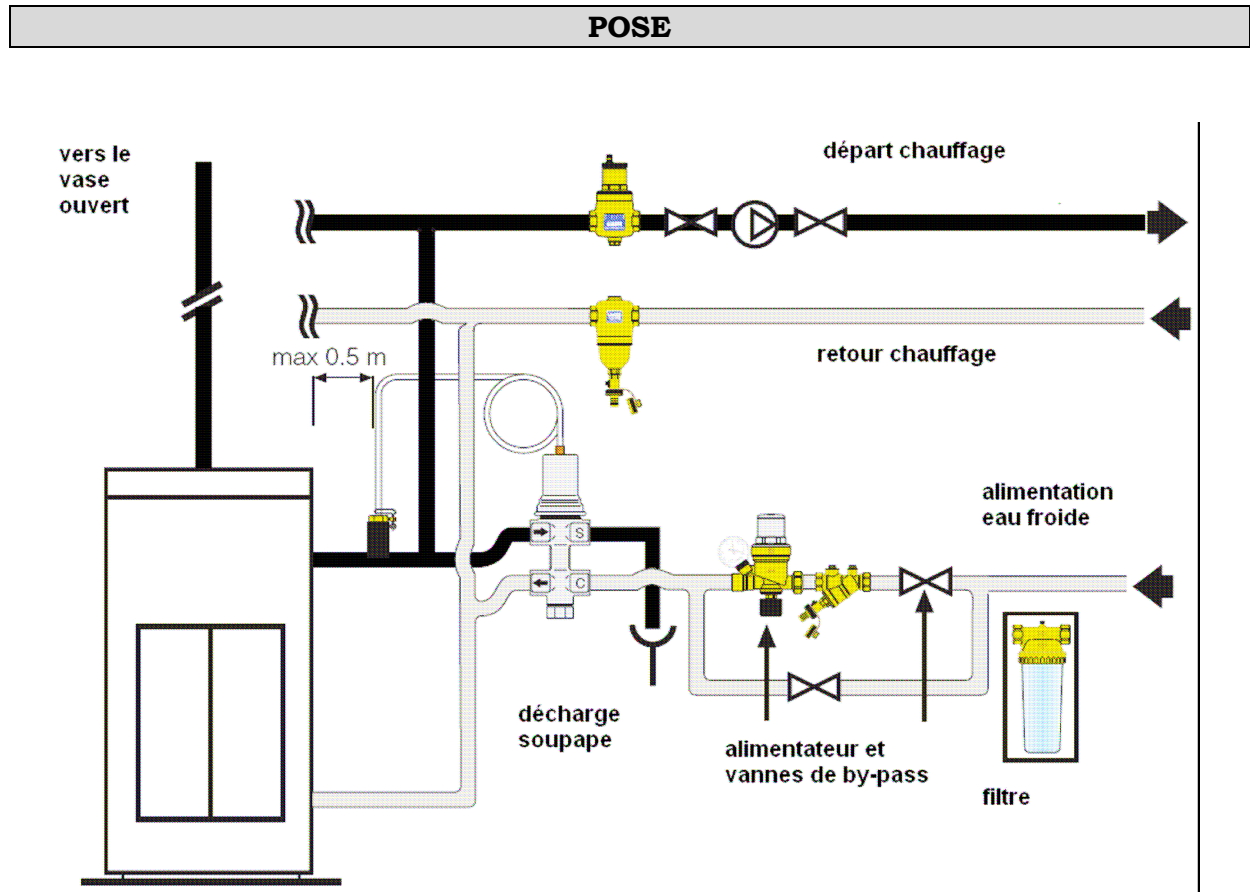 POSE
vers le
vase
ouvert
départ chauffage
retour chauffage
max 0.5 m
alimentation
eau froide
S
C
décharge
soupape
alimentateur et
vannes de by-pass
filtre